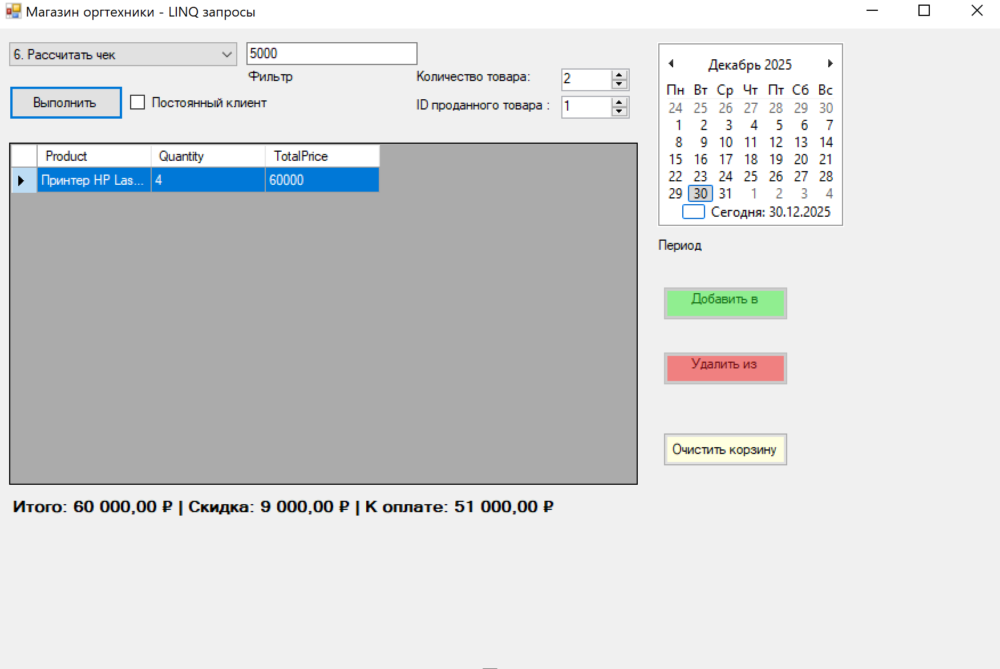 Магазин оргтехники - LINQ запросы
6. Рассчитать чек
5000
Фильтр
Количество товара:
2
Выполнить
Постоянный клиент
ID проданного товара :
1
Product Quantity TotalPrice
Принтер HP Las... 4 60000
Итого: 60 000,00 ₽ | Скидка: 9 000,00 ₽ | К оплате: 51 000,00 ₽
Декабрь 2025
Пн Вт Ср Чт Пт Сб Вс
24 25 26 27 28 29 30
1 2 3 4 5 6 7
8 9 10 11 12 13 14
15 16 17 18 19 20 21
22 23 24 25 26 27 28
29 30 31 1 2 3 4
Сегодня: 30.12.2025
Период
Добавить в
Удалить из
Очистить корзину